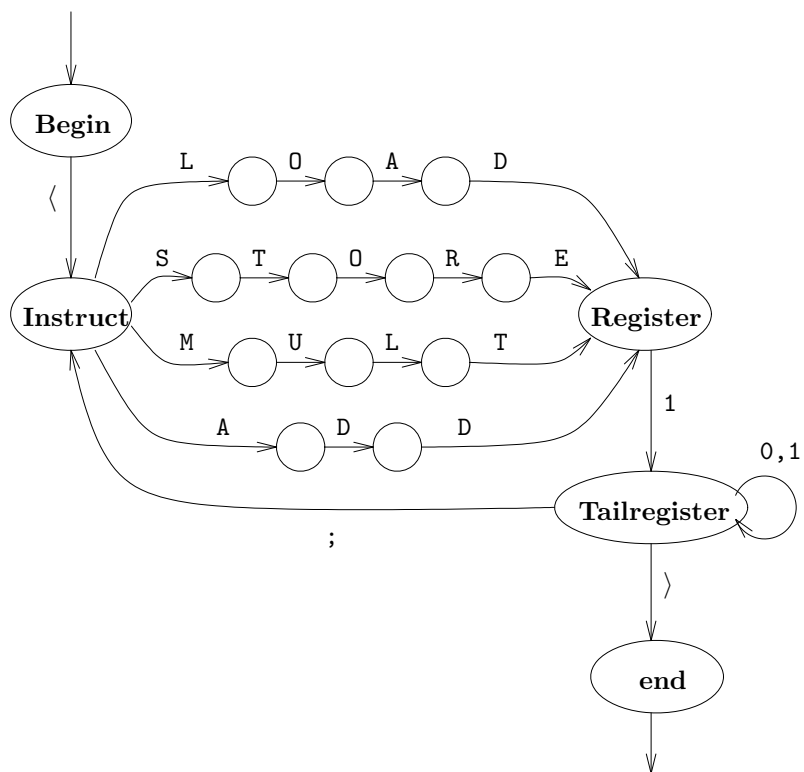 Begin
⟨
L O A D
S T O R E
Instruct
Register
M U L T
1
A D D
0,1
Tailregister
;
⟩
end